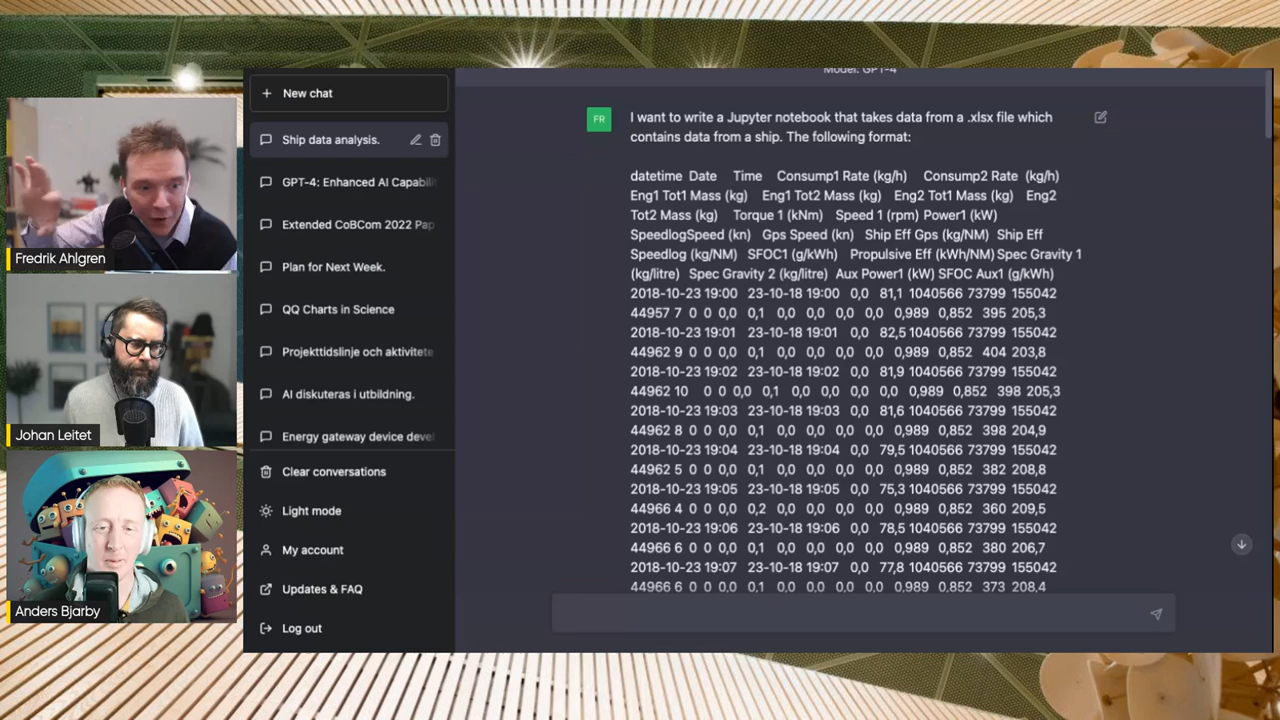 Fredrik Ahlgren
Johan Leitet
Anders Bjarby
New chat
Ship data analysis.
GPT-4: Enhanced AI Capabilit
Extended CoBCom 2022 Pap
Plan for Next Week.
QQ Charts in Science
Projekttidslinje och aktivitete
AI diskuteras i utbildning.
Energy gateway device deve
Clear conversations
Light mode
My account
Updates & FAQ
Log out
Model: GPT-4
FR
I want to write a Jupyter notebook that takes data from a .xlsx file which
contains data from a ship. The following format:
datetime Date Time Consump1 Rate (kg/h) Consump2 Rate (kg/h)
Eng1 Tot1 Mass (kg) Eng1 Tot2 Mass (kg) Eng2 Tot1 Mass (kg) Eng2
Tot2 Mass (kg) Torque 1 (kNm) Speed 1 (rpm) Power1 (kW)
SpeedlogSpeed (kn) Gps Speed (kn) Ship Eff Gps (kg/NM) Ship Eff
Speedlog (kg/NM) SFOC1 (g/kWh) Propulsive Eff (kWh/NM) Spec Gravity 1
(kg/litre) Spec Gravity 2 (kg/litre) Aux Power1 (kW) SFOC Aux1 (g/kWh)
2018-10-23 19:00 23-10-18 19:00 0,0 81,1 1040566 73799 155042
44957 7 0 0 0,0 0,1 0,0 0,0 0,0 0,0 0,989 0,852 395 205,3
2018-10-23 19:01 23-10-18 19:01 0,0 82,5 1040566 73799 155042
44962 9 0 0 0,0 0,1 0,0 0,0 0,0 0,0 0,989 0,852 404 203,8
2018-10-23 19:02 23-10-18 19:02 0,0 81,9 1040566 73799 155042
44962 10 0 0 0,0 0,1 0,0 0,0 0,0 0,0 0,989 0,852 398 205,3
2018-10-23 19:03 23-10-18 19:03 0,0 81,6 1040566 73799 155042
44962 8 0 0 0,0 0,1 0,0 0,0 0,0 0,0 0,989 0,852 398 204,9
2018-10-23 19:04 23-10-18 19:04 0,0 79,5 1040566 73799 155042
44962 5 0 0 0,0 0,1 0,0 0,0 0,0 0,0 0,989 0,852 382 208,8
2018-10-23 19:05 23-10-18 19:05 0,0 75,3 1040566 73799 155042
44966 4 0 0 0,0 0,2 0,0 0,0 0,0 0,0 0,989 0,852 360 209,5
2018-10-23 19:06 23-10-18 19:06 0,0 78,5 1040566 73799 155042
44966 6 0 0 0,0 0,1 0,0 0,0 0,0 0,0 0,989 0,852 380 206,7
2018-10-23 19:07 23-10-18 19:07 0,0 77,8 1040566 73799 155042
44966 6 0 0 0,0 0,1 0,0 0,0 0,0 0,0 0,989 0,852 373 208,4